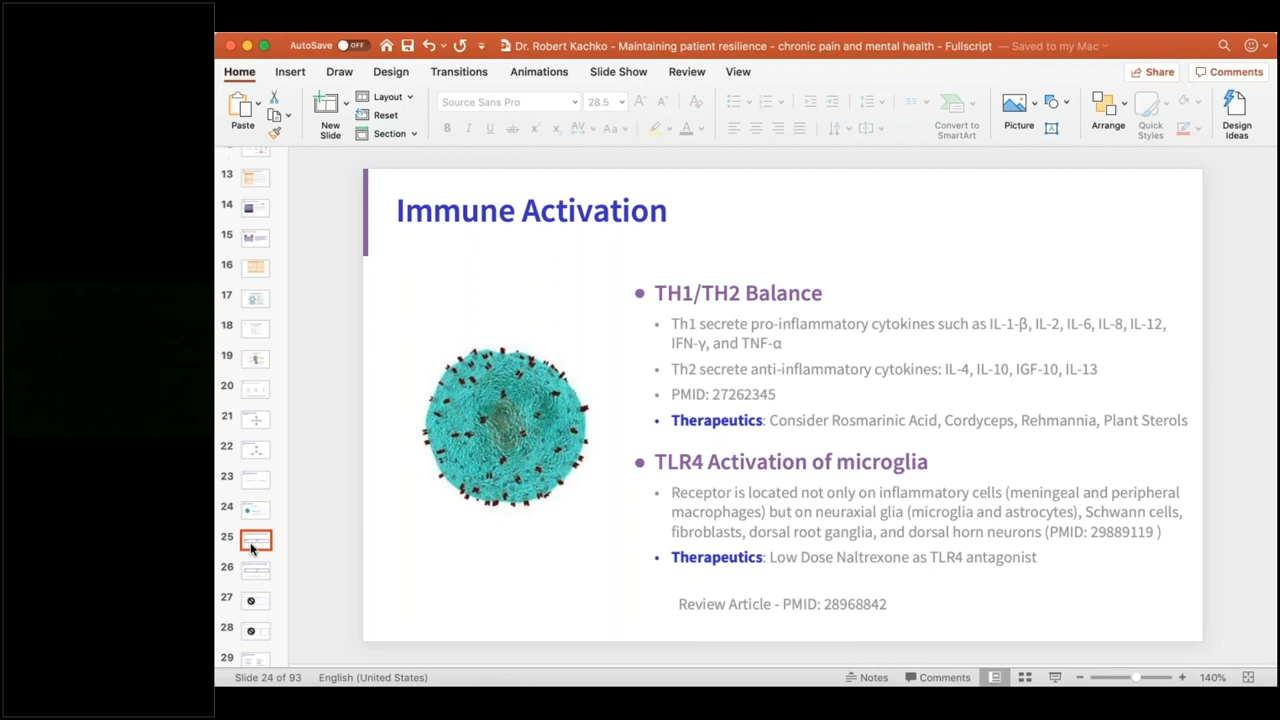 AutoSave OFF Dr. Robert Kachko - Maintaining patient resilience - chronic pain and mental health - Fullscript — Saved to my Mac
Home Insert Draw Design Transitions Animations Slide Show Review View Share Comments
Paste
New
Slide
Layout
Reset
Section
Source Sans Pro 28.5
Convert to
SmartArt
Picture
Arrange
Quick
Styles
Design
Ideas
13
14
15
16
17
18
19
20
21
22
23
24
25
26
27
28
29
Immune Activation
TH1/TH2 Balance
Th1 secrete pro-inflammatory cytokines such as IL-1-β, IL-2, IL-6, IL-8, IL-12,
IFN-γ, and TNF-α
Th2 secrete anti-inflammatory cytokines: IL-4, IL-10, IGF-10, IL-13
PMID: 27262345
Therapeutics: Consider Rosmarinic Acid, Cordyceps, Rehmannia, Plant Sterols
TLR4 Activation of microglia
Receptor is located not only on inflammatory cells (meningeal and peripheral
macrophages) but on neuraxial glia (microglia and astrocytes), Schwann cells,
fibroblasts, dorsal root ganglia, and dorsal horn neurons (PMID: 29889119 )
Therapeutics: Low Dose Naltrexone as TLR4 antagonist
Review Article - PMID: 28968842
Slide 24 of 93 English (United States) Notes Comments 140%